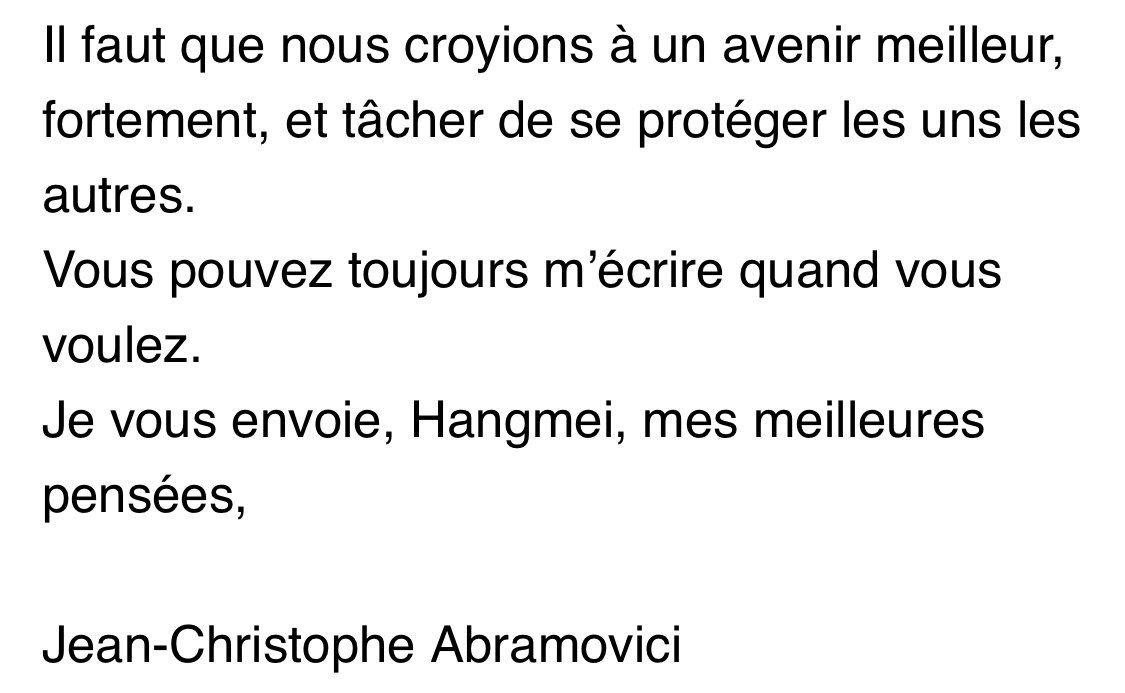 Il faut que nous croyions à un avenir meilleur,
fortement, et tâcher de se protéger les uns les
autres.
Vous pouvez toujours m’écrire quand vous
voulez.
Je vous envoie, Hangmei, mes meilleures
pensées,
Jean-Christophe Abramovici